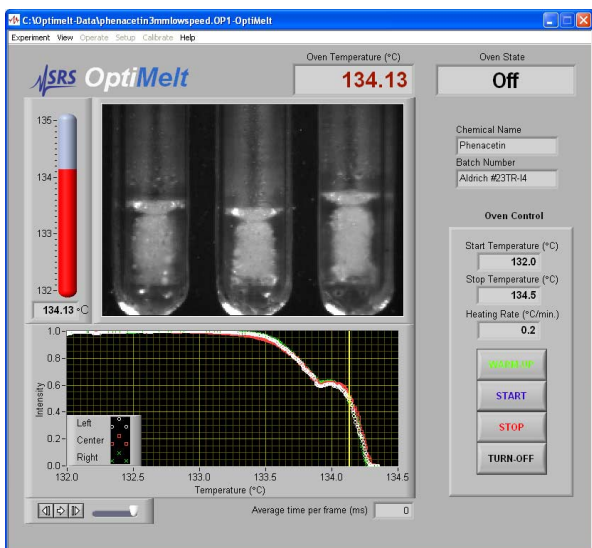 C:\Optimelt-Data\phenacetin3mmlowspeed.OP1-OptiMelt
Experiment View Operate Setup Calibrate Help
SRS OptiMelt
Oven Temperature (°C)
134.13
Oven State
Off
135
134
133
132
134.13 °C
Chemical Name
Phenacetin
Batch Number
Aldrich #23TR-I4
Oven Control
Start Temperature (°C)
132.0
Stop Temperature (°C)
134.5
Heating Rate (°C/min.)
0.2
START
STOP
TURN-OFF
1.0
0.8
0.6
0.4
0.2
0.0
Intensity
Left
Center
Right
132.0 132.5 133.0 133.5 134.0 134.5
Temperature (°C)
Average time per frame (ms) 0